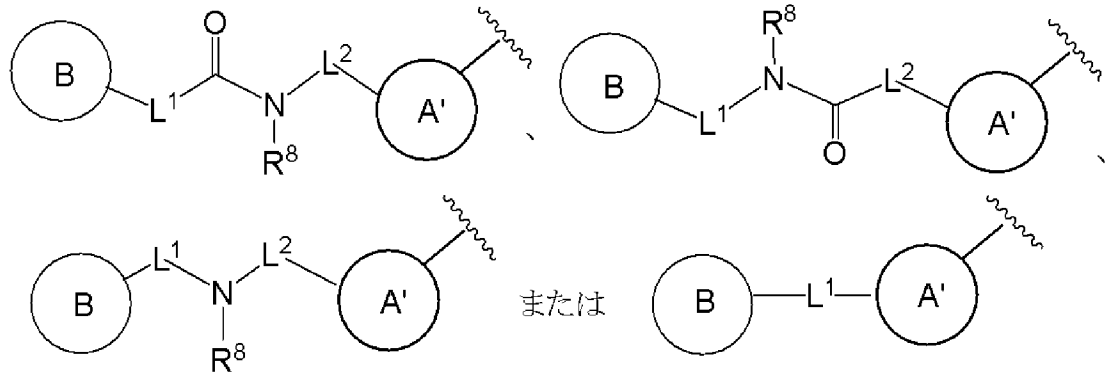 B L¹ O N R⁸ L² A' 、 B L¹ R⁸ N O L² A' 、
B L¹ N R⁸ L² A' または B L¹ A'